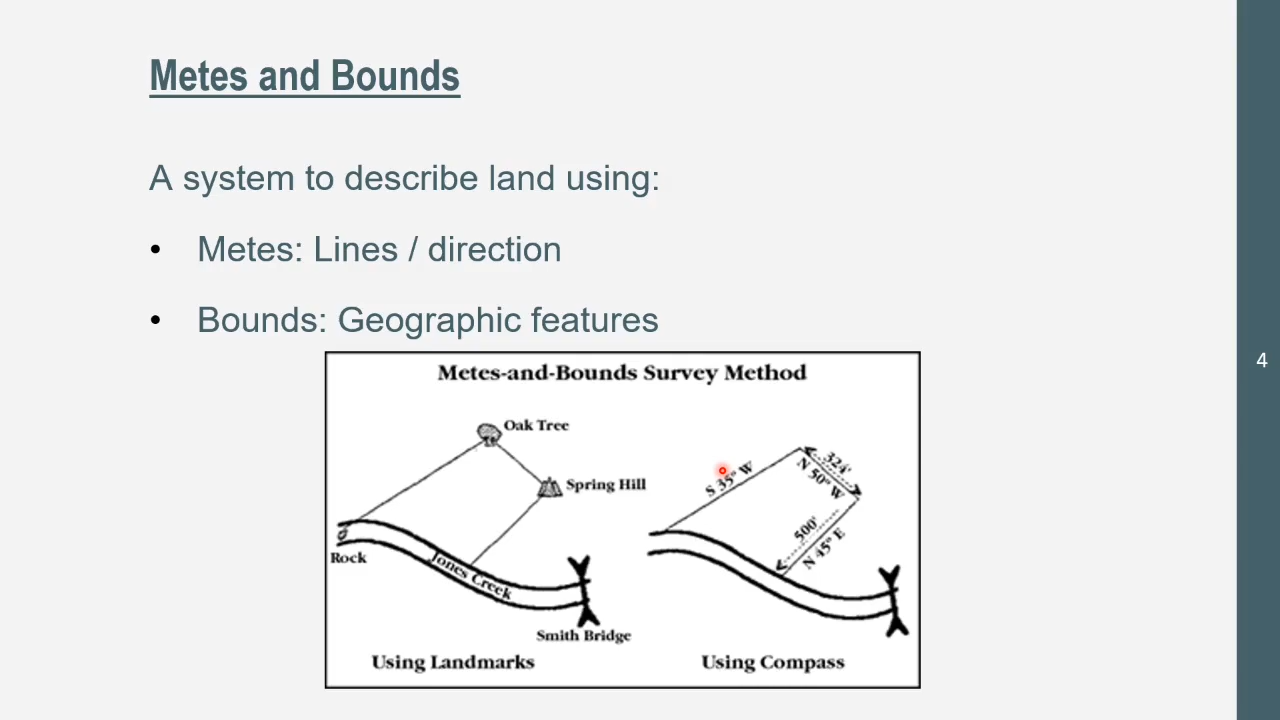 Metes and Bounds
A system to describe land using:
• Metes: Lines / direction
• Bounds: Geographic features
4
Metes-and-Bounds Survey Method
Oak Tree
Spring Hill
Rock
Jones Creek
Smith Bridge
Using Landmarks
S 35° W
324'
N 50° W
500'
N 45° E
Using Compass